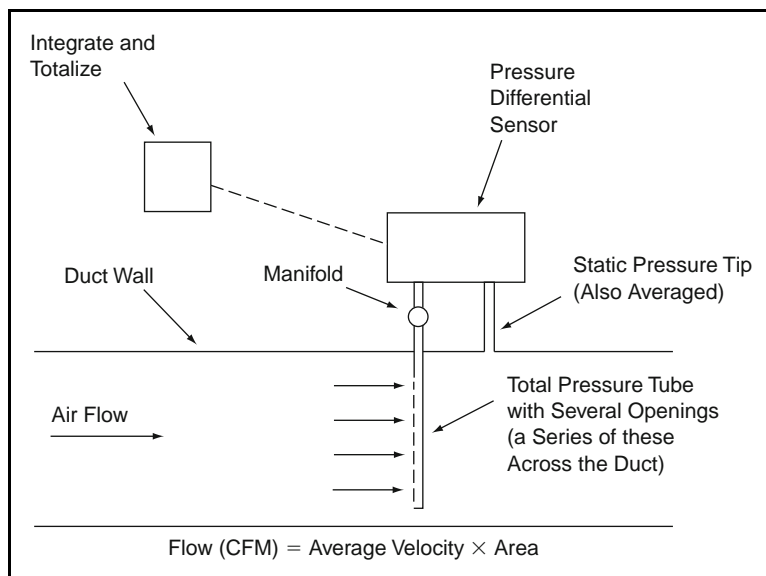 Integrate and
Totalize
Pressure
Differential
Sensor
Duct Wall
Manifold
Static Pressure Tip
(Also Averaged)
Air Flow
Total Pressure Tube
with Several Openings
(a Series of these
Across the Duct)
Flow (CFM) = Average Velocity × Area